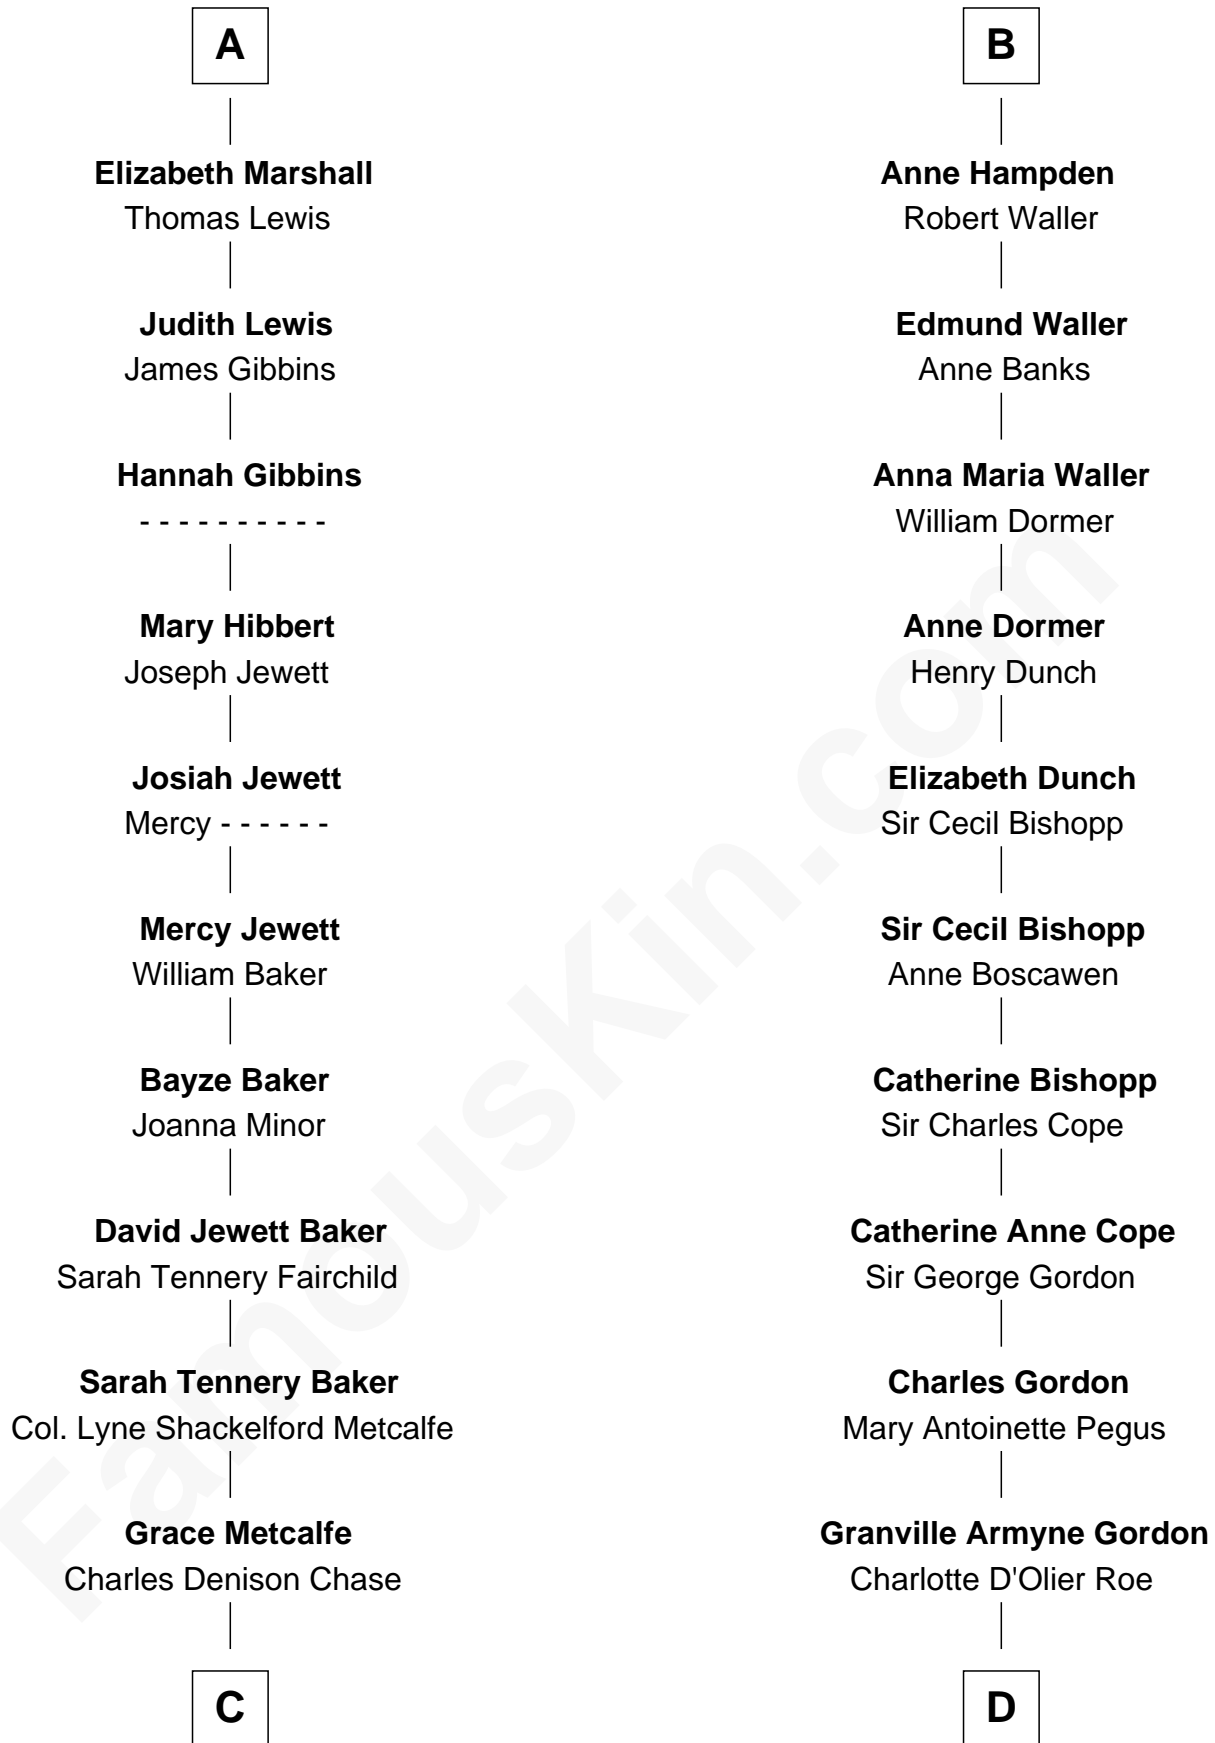 A
Elizabeth Marshall
Thomas Lewis
Judith Lewis
James Gibbins
Hannah Gibbins
- - - - - - - - - -
Mary Hibbert
Joseph Jewett
Josiah Jewett
Mercy - - - - - -
Mercy Jewett
William Baker
Bayze Baker
Joanna Minor
David Jewett Baker
Sarah Tennery Fairchild
Sarah Tennery Baker
Col. Lyne Shackelford Metcalfe
Grace Metcalfe
Charles Denison Chase
C
B
Anne Hampden
Robert Waller
Edmund Waller
Anne Banks
Anna Maria Waller
William Dormer
Anne Dormer
Henry Dunch
Elizabeth Dunch
Sir Cecil Bishopp
Sir Cecil Bishopp
Anne Boscawen
Catherine Bishopp
Sir Charles Cope
Catherine Anne Cope
Sir George Gordon
Charles Gordon
Mary Antoinette Pegus
Granville Armyne Gordon
Charlotte D'Olier Roe
D
FamousKin.com